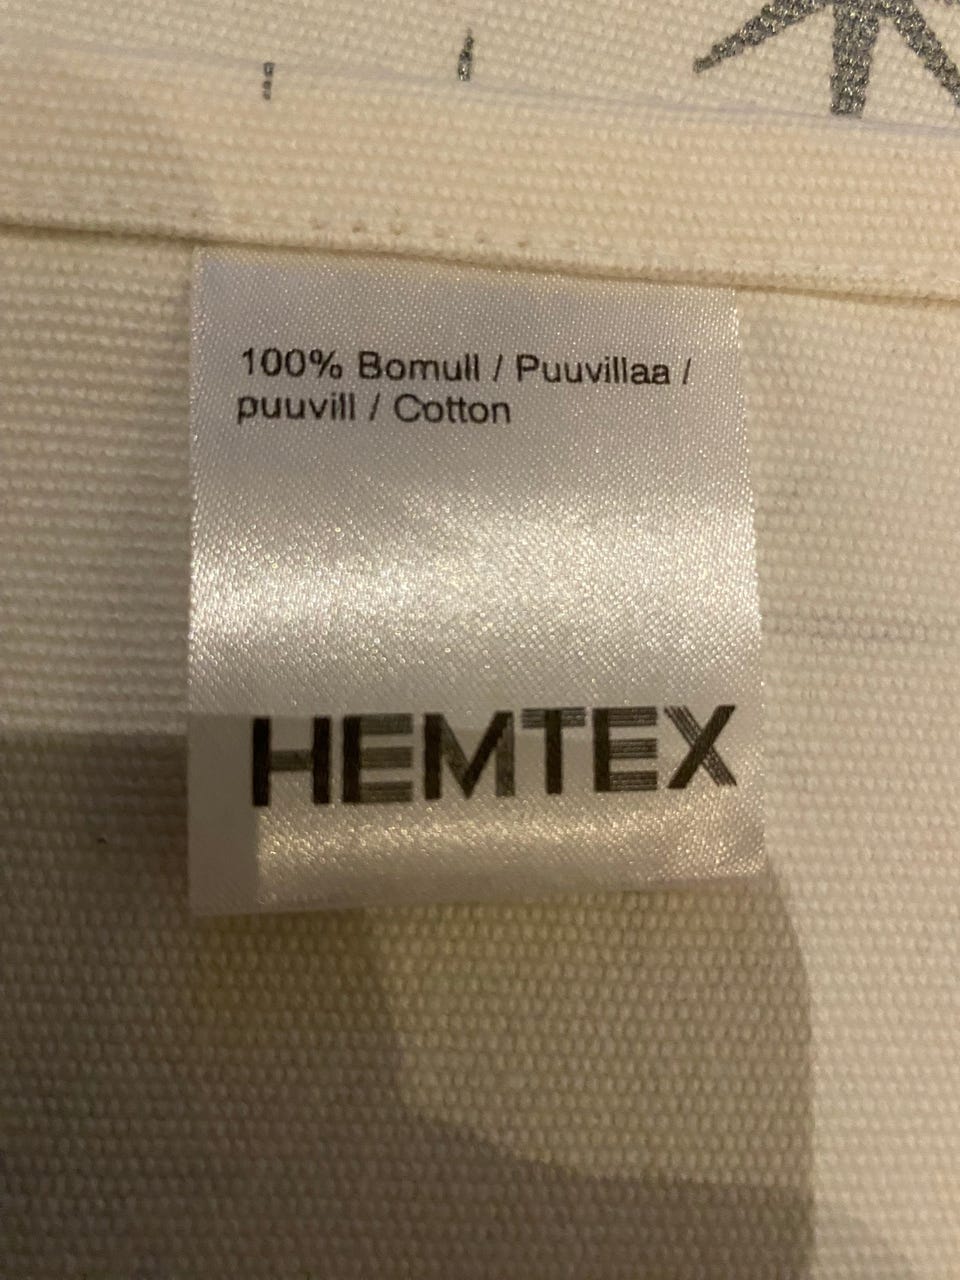 100% Bomull / Puuvillaa /
puuvill / Cotton
HEMTEX